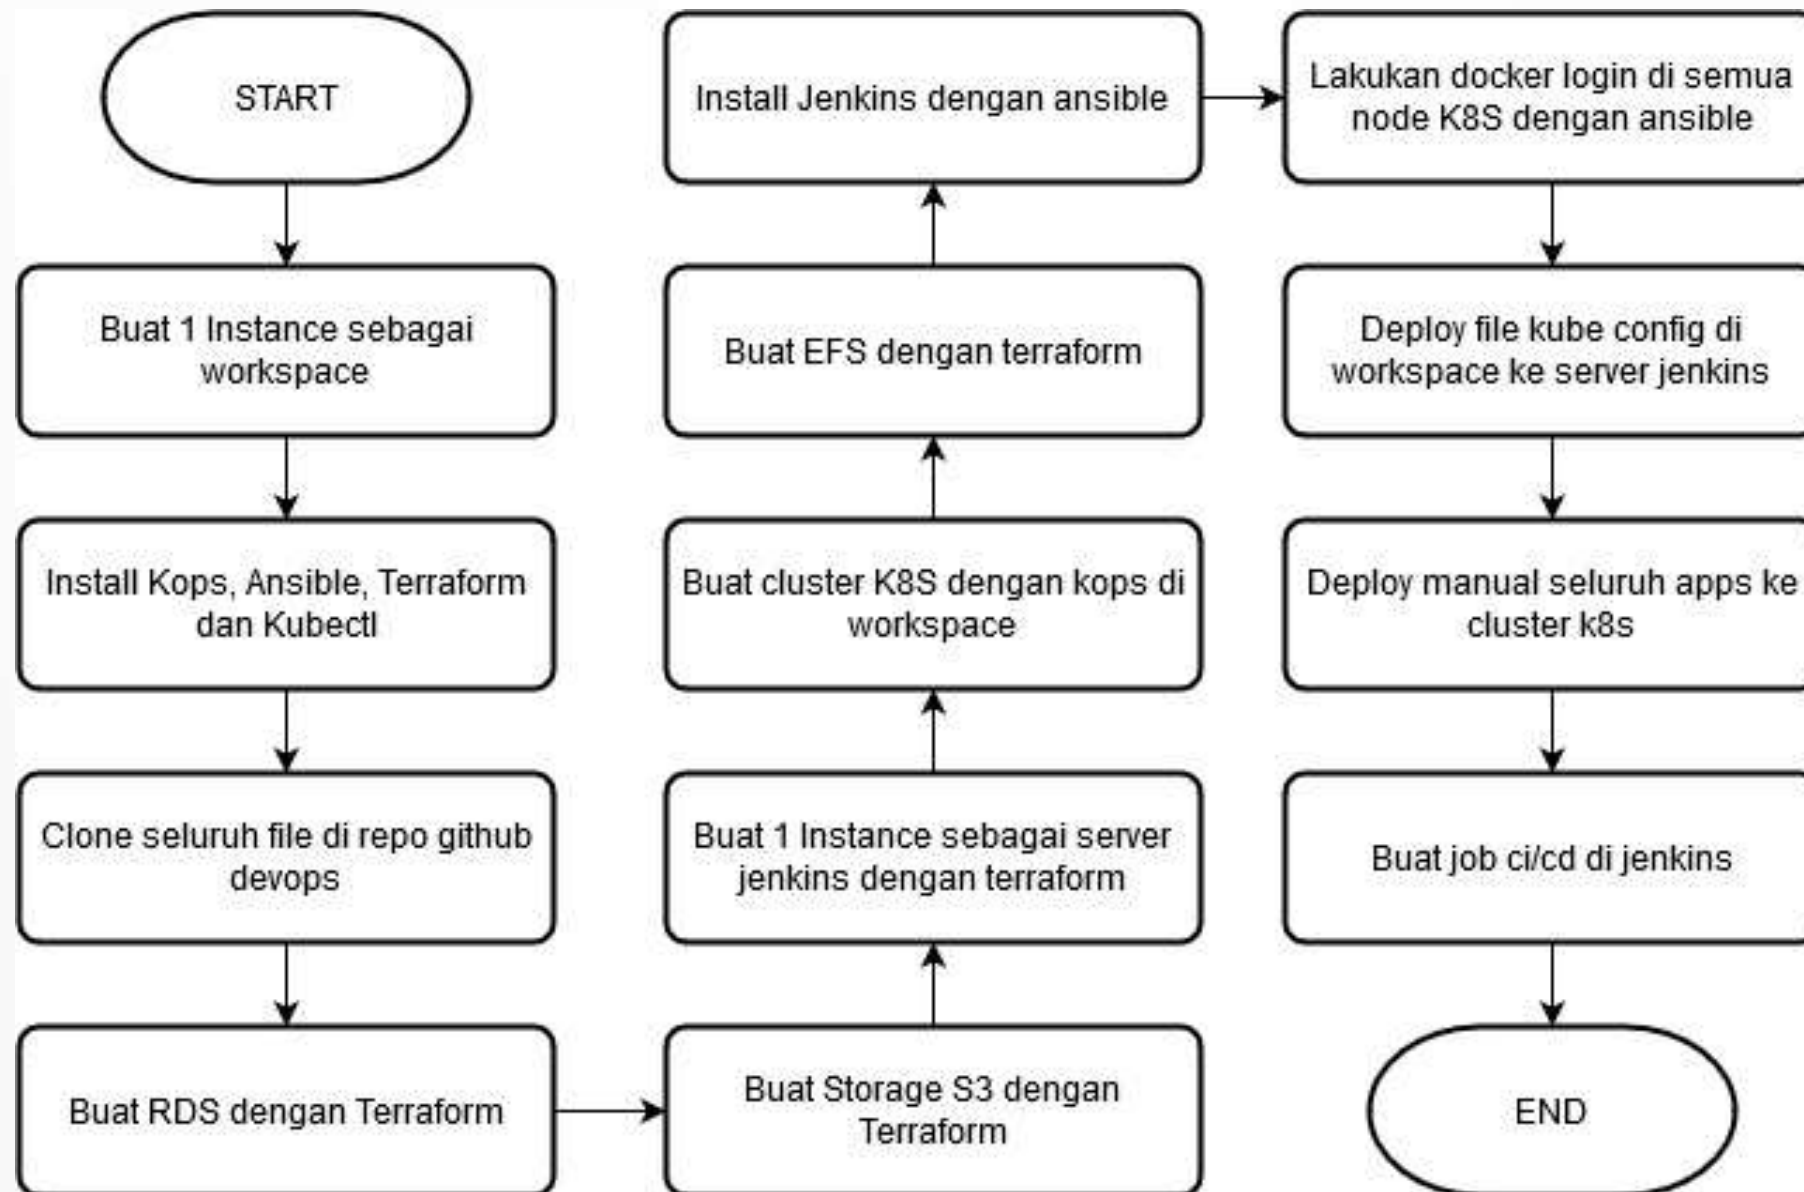 START
Buat 1 Instance sebagai
workspace
Install Kops, Ansible, Terraform
dan Kubectl
Clone seluruh file di repo github
devops
Buat RDS dengan Terraform
Buat Storage S3 dengan
Terraform
Buat 1 Instance sebagai server
jenkins dengan terraform
Buat cluster K8S dengan kops di
workspace
Buat EFS dengan terraform
Install Jenkins dengan ansible
Lakukan docker login di semua
node K8S dengan ansible
Deploy file kube config di
workspace ke server jenkins
Deploy manual seluruh apps ke
cluster k8s
Buat job ci/cd di jenkins
END